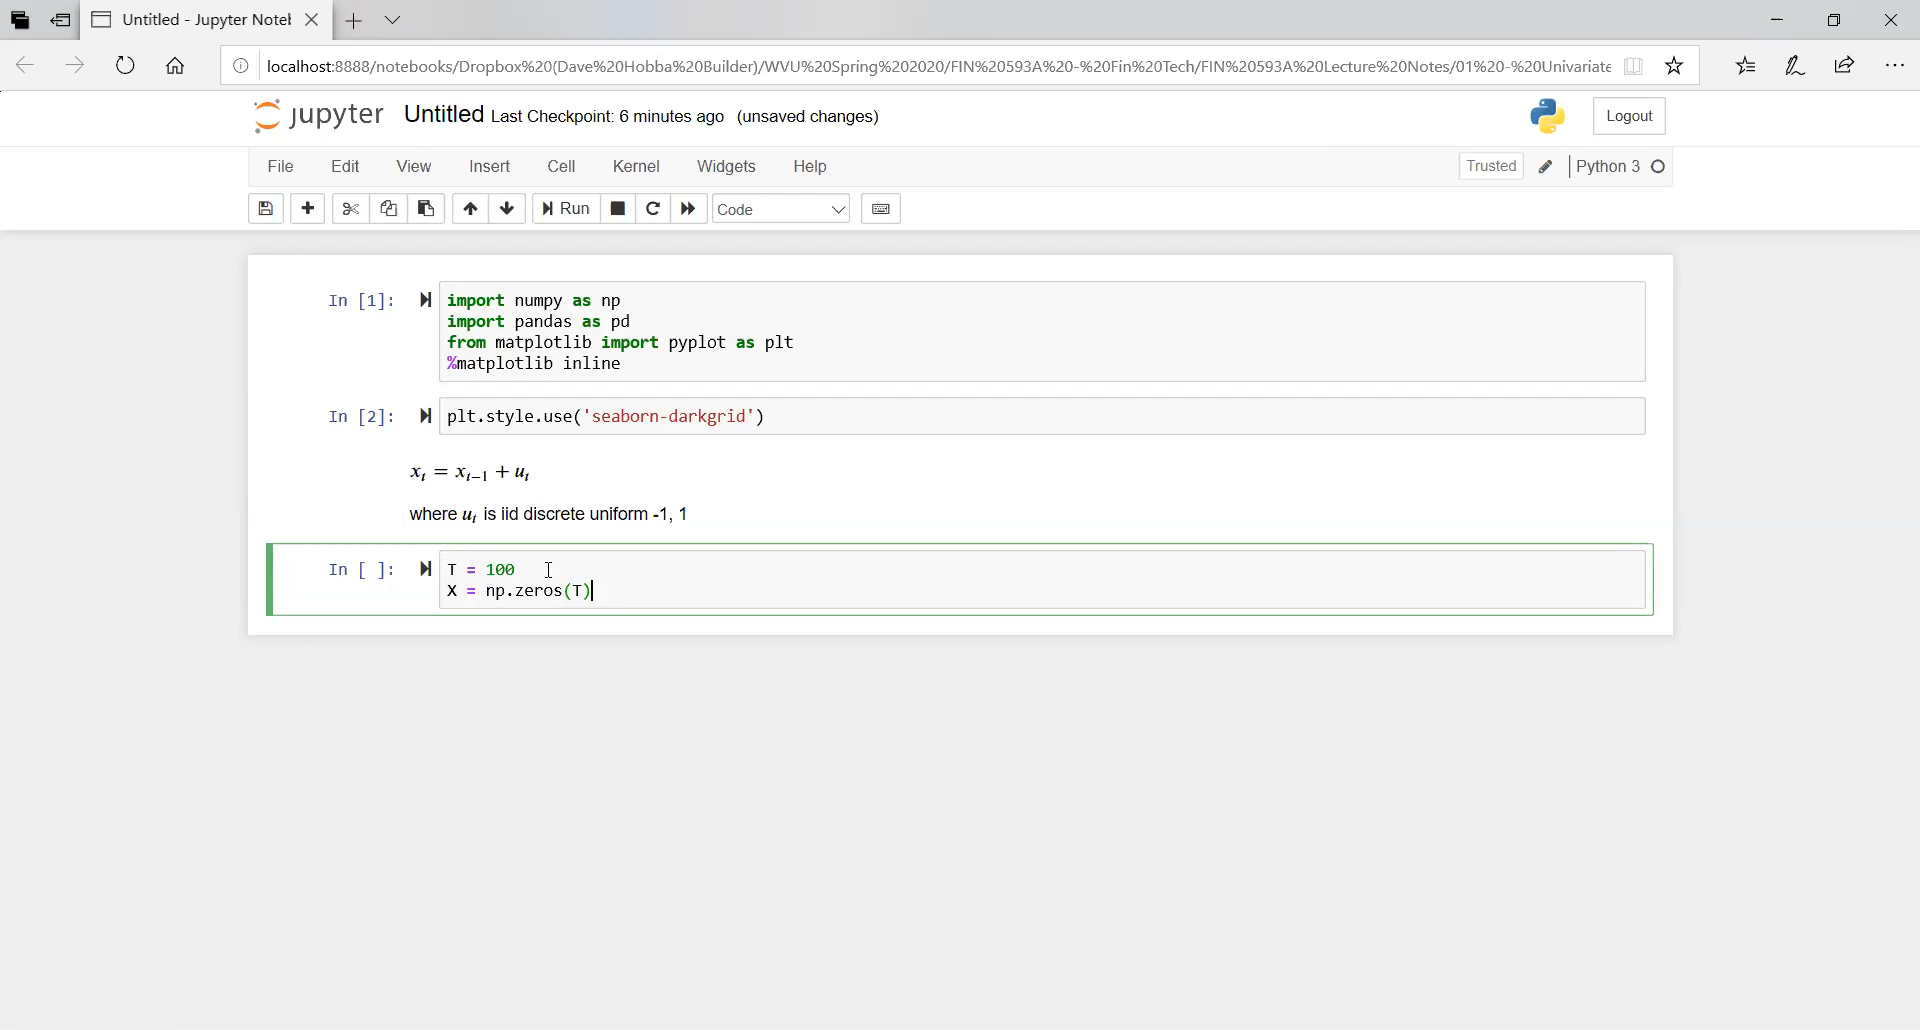 Untitled - Jupyter Notel
localhost:8888/notebooks/Dropbox%20(Dave%20Hobba%20Builder)/WVU%20Spring%202020/FIN%20593A%20-%20Fin%20Tech/FIN%20593A%20Lecture%20Notes/01%20-%20Univariate
jupyter Untitled Last Checkpoint: 6 minutes ago (unsaved changes) Logout
File Edit View Insert Cell Kernel Widgets Help Trusted Python 3
Run Code
In [1]: import numpy as np
import pandas as pd
from matplotlib import pyplot as plt
%matplotlib inline
In [2]: plt.style.use('seaborn-darkgrid')
xₜ = xₜ₋₁ + uₜ
where uₜ is iid discrete uniform -1, 1
In [ ]: T = 100
X = np.zeros(T)